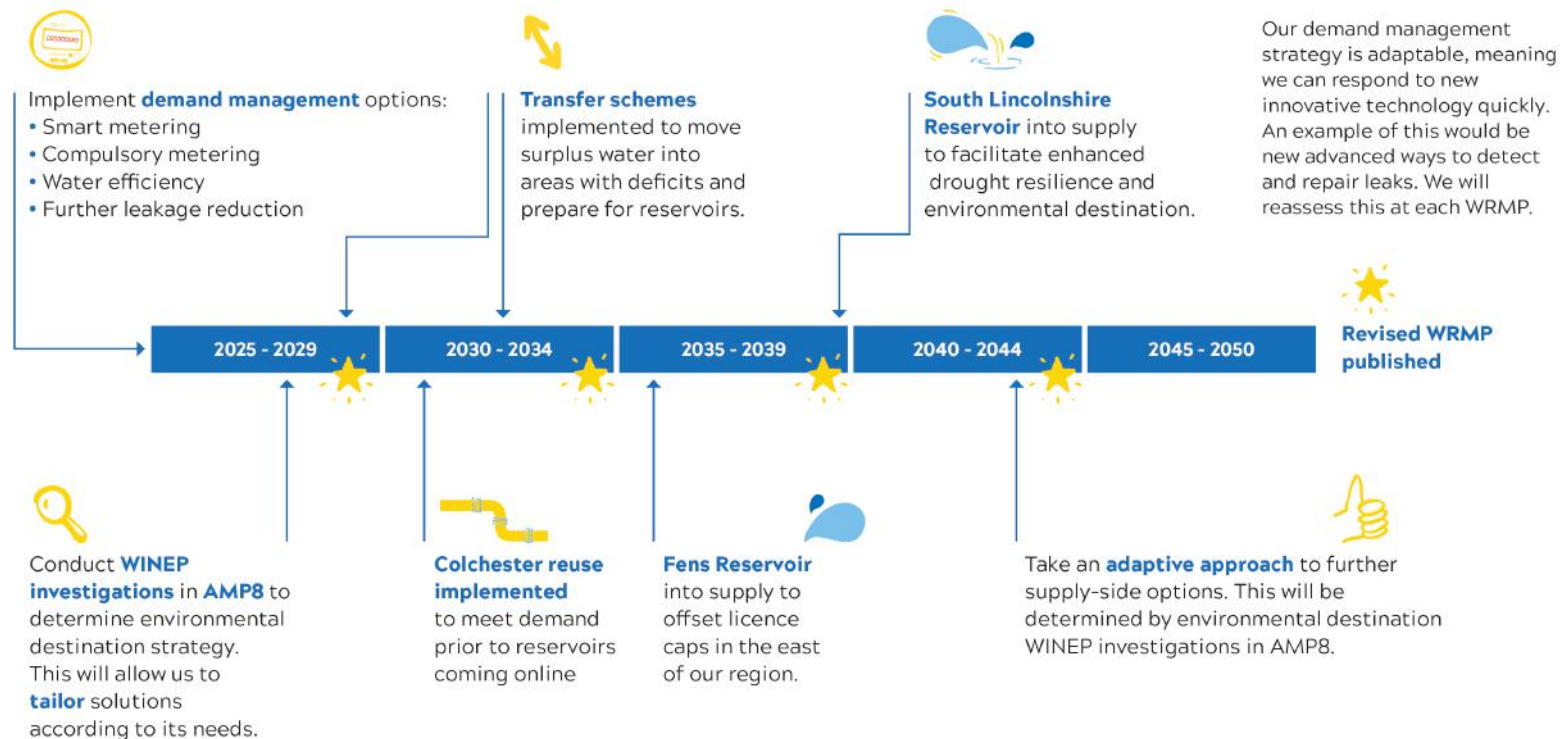 Implement demand management options:
• Smart metering
• Compulsory metering
• Water efficiency
• Further leakage reduction
Transfer schemes
implemented to move
surplus water into
areas with deficits and
prepare for reservoirs.
South Lincolnshire
Reservoir into supply
to facilitate enhanced
drought resilience and
environmental destination.
Our demand management
strategy is adaptable, meaning
we can respond to new
innovative technology quickly.
An example of this would be
new advanced ways to detect
and repair leaks. We will
reassess this at each WRMP.
2025 - 2029
2030 - 2034
2035 - 2039
2040 - 2044
2045 - 2050
Revised WRMP
published
Conduct WINEP
investigations in AMP8 to
determine environmental
destination strategy.
This will allow us to
tailor solutions
according to its needs.
Colchester reuse
implemented
to meet demand
prior to reservoirs
coming online
Fens Reservoir
into supply to
offset licence
caps in the east
of our region.
Take an adaptive approach to further
supply-side options. This will be
determined by environmental destination
WINEP investigations in AMP8.